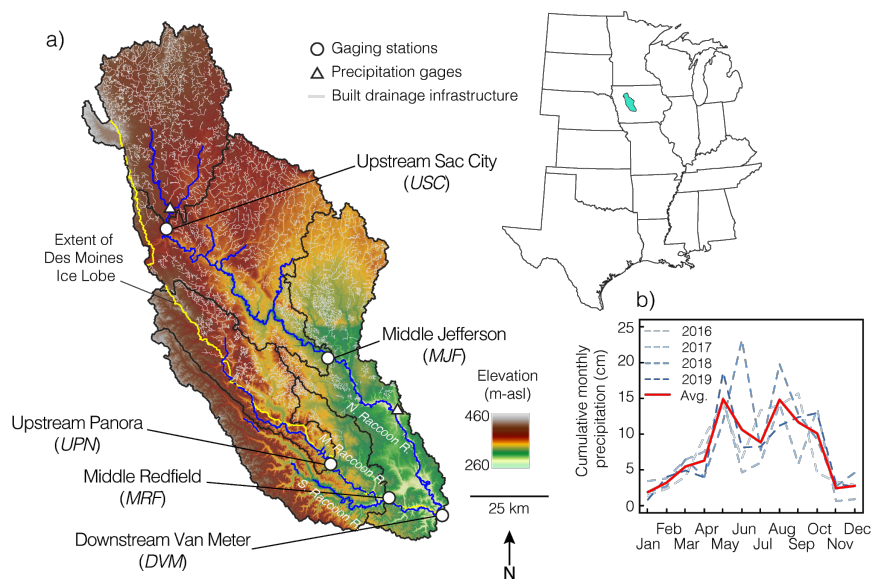 a)
Gaging stations
Precipitation gages
Built drainage infrastructure
Upstream Sac City
(USC)
Extent of
Des Moines
Ice Lobe
Middle Jefferson
(MJF)
Elevation
(m-asl)
460
260
N. Raccoon R.
M. Raccoon R.
S. Raccoon R.
Upstream Panora
(UPN)
Middle Redfield
(MRF)
Downstream Van Meter
(DVM)
25 km
N
b)
Cumulative monthly
precipitation (cm)
25
20
15
10
5
0
2016
2017
2018
2019
Avg.
Feb Apr Jun Aug Oct Dec
Jan Mar May Jul Sep Nov